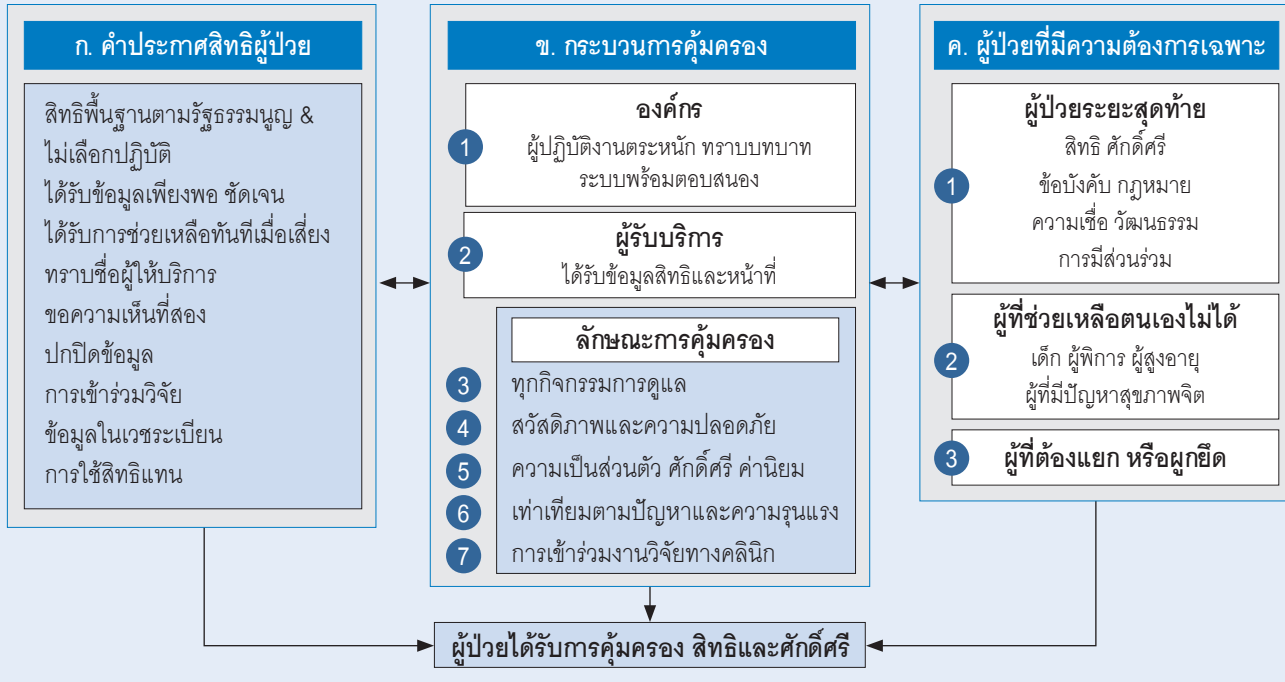 ก. คำประกาศสิทธิผู้ป่วย
สิทธิพื้นฐานตามรัฐธรรมนูญ &
ไม่เลือกปฏิบัติ
ได้รับข้อมูลเพียงพอ ชัดเจน
ได้รับการช่วยเหลือทันทีเมื่อเสี่ยง
ทราบชื่อผู้ให้บริการ
ขอความเห็นที่สอง
ปกปิดข้อมูล
การเข้าร่วมวิจัย
ข้อมูลในเวชระเบียน
การใช้สิทธิแทน
ข. กระบวนการคุ้มครอง
องค์กร
1
ผู้ปฏิบัติงานตระหนัก ทราบบทบาท
ระบบพร้อมตอบสนอง
ผู้รับบริการ
2
ได้รับข้อมูลสิทธิและหน้าที่
ลักษณะการคุ้มครอง
3 ทุกกิจกรรมการดูแล
4 สวัสดิภาพและความปลอดภัย
5 ความเป็นส่วนตัว ศักดิ์ศรี ค่านิยม
6 เท่าเทียมตามปัญหาและความรุนแรง
7 การเข้าร่วมงานวิจัยทางคลินิก
ค. ผู้ป่วยที่มีความต้องการเฉพาะ
ผู้ป่วยระยะสุดท้าย
สิทธิ ศักดิ์ศรี
1 ข้อบังคับ กฎหมาย
ความเชื่อ วัฒนธรรม
การมีส่วนร่วม
ผู้ที่ช่วยเหลือตนเองไม่ได้
2 เด็ก ผู้พิการ ผู้สูงอายุ
ผู้ที่มีปัญหาสุขภาพจิต
3 ผู้ที่ต้องแยก หรือผูกยึด
ผู้ป่วยได้รับการคุ้มครอง สิทธิและศักดิ์ศรี